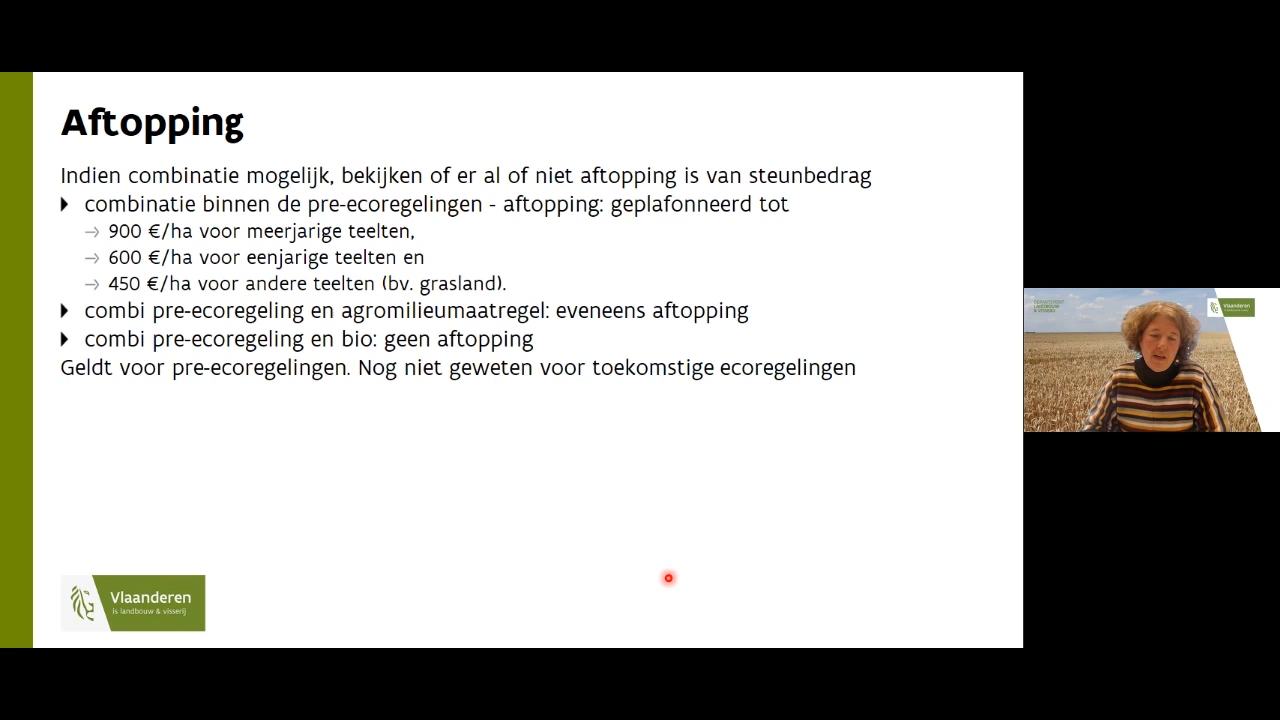 Aftopping
Indien combinatie mogelijk, bekijken of er al of niet aftopping is van steunbedrag
combinatie binnen de pre-ecoregelingen - aftopping: geplafonneerd tot
→ 900 €/ha voor meerjarige teelten,
→ 600 €/ha voor eenjarige teelten en
→ 450 €/ha voor andere teelten (bv. grasland).
combi pre-ecoregeling en agromilieumaatregel: eveneens aftopping
combi pre-ecoregeling en bio: geen aftopping
Geldt voor pre-ecoregelingen. Nog niet geweten voor toekomstige ecoregelingen
Vlaanderen
is landbouw & visserij
DEPARTEMENT
LANDBOUW
& VISSERIJ
Vlaanderen